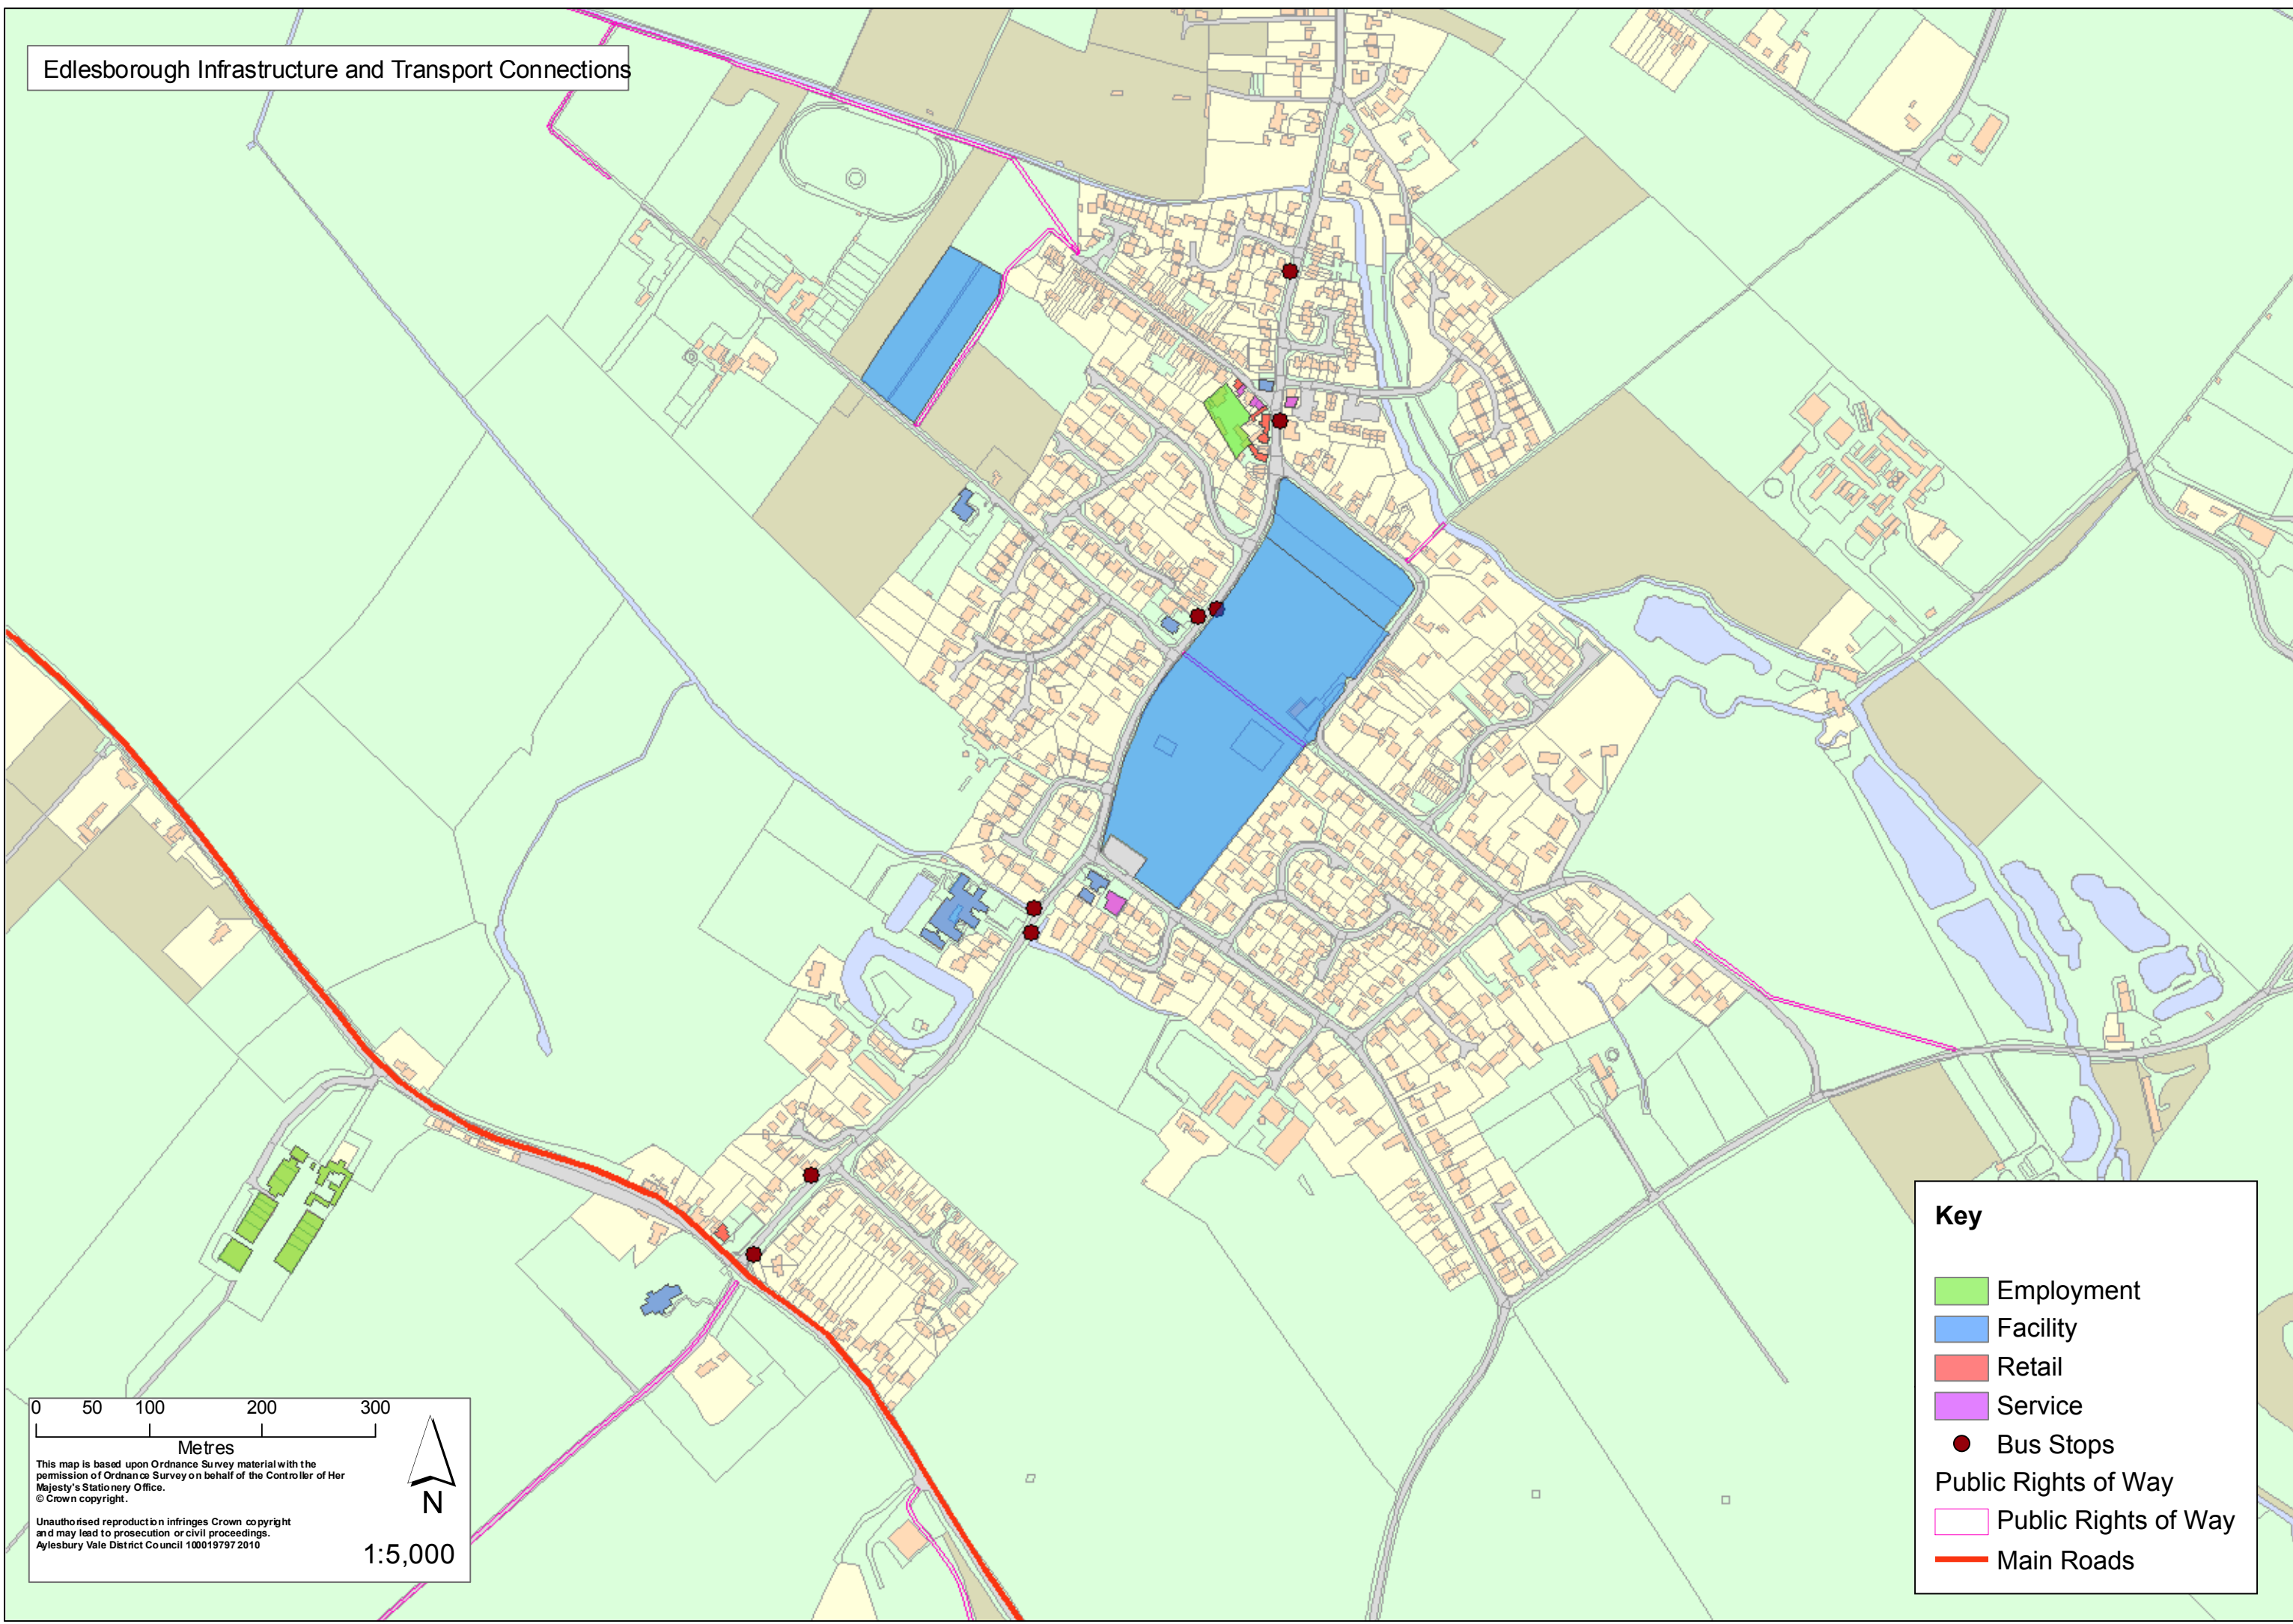 Edlesborough Infrastructure and Transport Connections
Key
Employment
Facility
Retail
Service
Bus Stops
Public Rights of Way
Public Rights of Way
Main Roads
0 50 100 200 300
Metres
This map is based upon Ordnance Survey material with the
permission of Ordnance Survey on behalf of the Controller of Her
Majesty's Stationery Office.
© Crown copyright.
Unauthorised reproduction infringes Crown copyright
and may lead to prosecution or civil proceedings.
Aylesbury Vale District Council 100019797 2010
N
1:5,000